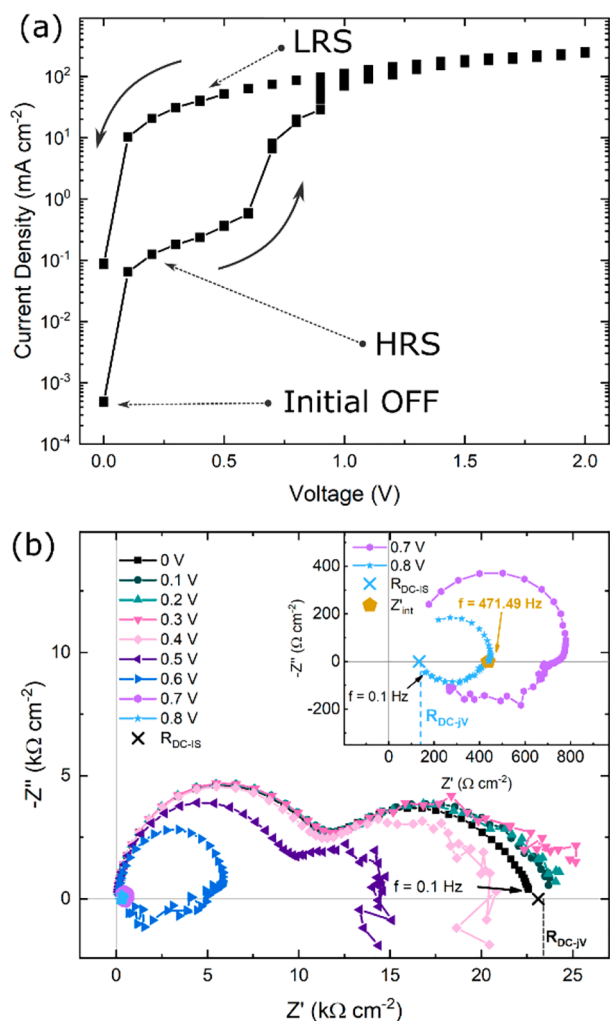 (a)
LRS
HRS
Initial OFF
10²
10¹
10⁰
10⁻¹
10⁻²
10⁻³
10⁻⁴
Current Density (mA cm⁻²)
0.0 0.5 1.0 1.5 2.0
Voltage (V)
(b)
0 V
0.1 V
0.2 V
0.3 V
0.4 V
0.5 V
0.6 V
0.7 V
0.8 V
R_DC-IS
10
5
0
-Z'' (kΩ cm⁻²)
0 5 10 15 20 25
Z' (kΩ cm⁻²)
f = 0.1 Hz
R_DC-jV
0.7 V
0.8 V
R_DC-IS
Z'_int
f = 471.49 Hz
400
200
0
-200
-Z'' (Ω cm⁻²)
f = 0.1 Hz
R_DC-jV
0 200 400 600 800
Z' (Ω cm⁻²)